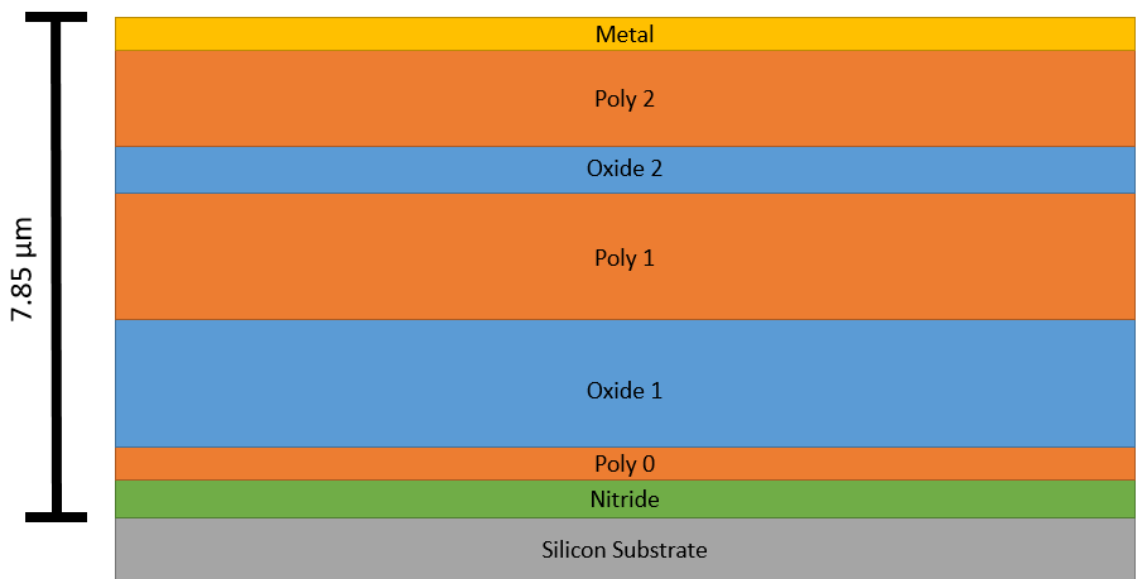 Metal
Poly 2
Oxide 2
Poly 1
Oxide 1
Poly 0
Nitride
Silicon Substrate
7.85 µm